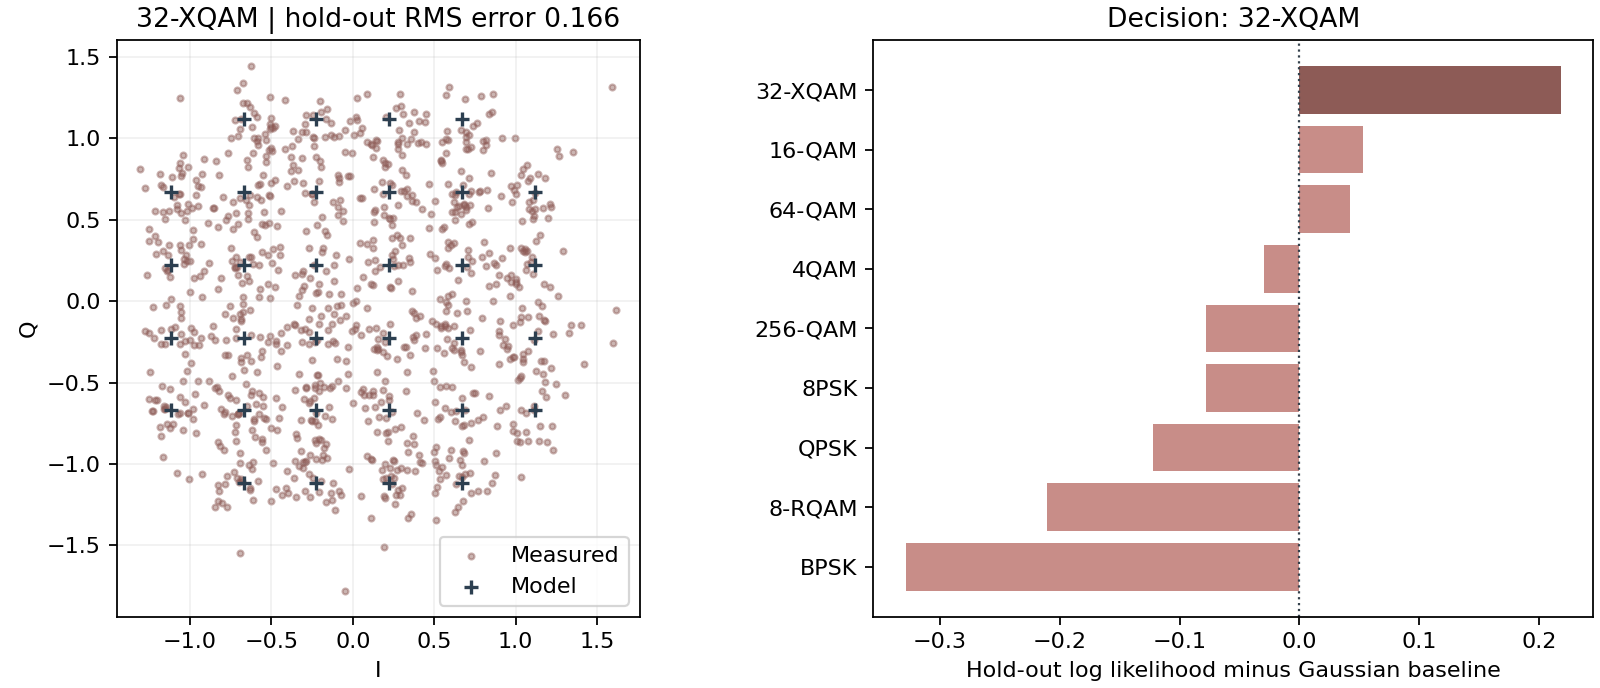 32-XQAM | hold-out RMS error 0.166
1.5
1.0
0.5
0.0
−0.5
−1.0
−1.5
Q
−1.0
−0.5
0.0
0.5
1.0
1.5
I
Measured
Model
Decision: 32-XQAM
32-XQAM
16-QAM
64-QAM
4QAM
256-QAM
8PSK
QPSK
8-RQAM
BPSK
−0.3
−0.2
−0.1
0.0
0.1
0.2
Hold-out log likelihood minus Gaussian baseline